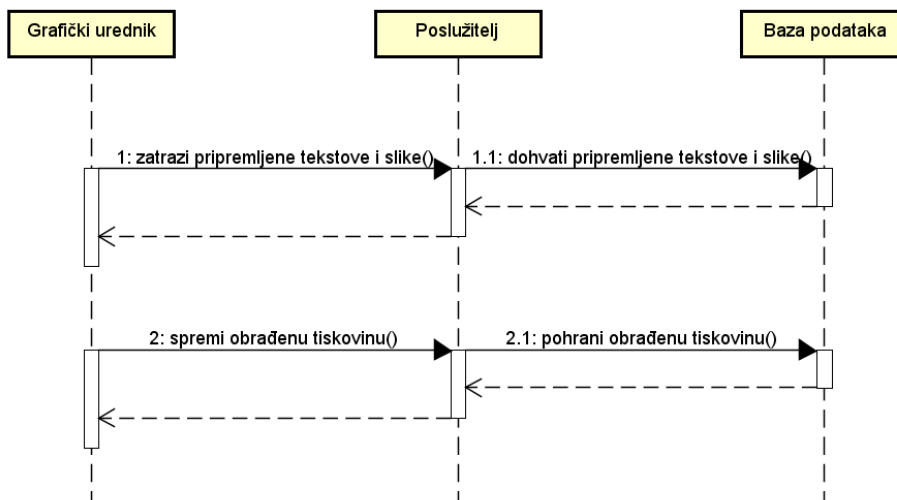 Grafički urednik
Poslužitelj
Baza podataka
1: zatrazi pripremljene tekstove i slike()
1.1: dohvati pripremljene tekstove i slike()
2: spremi obrađenu tiskovinu()
2.1: pohrani obrađenu tiskovinu()